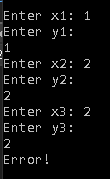 Enter x1: 1
Enter y1:
1
Enter x2: 2
Enter y2:
2
Enter x3: 2
Enter y3:
2
Error!